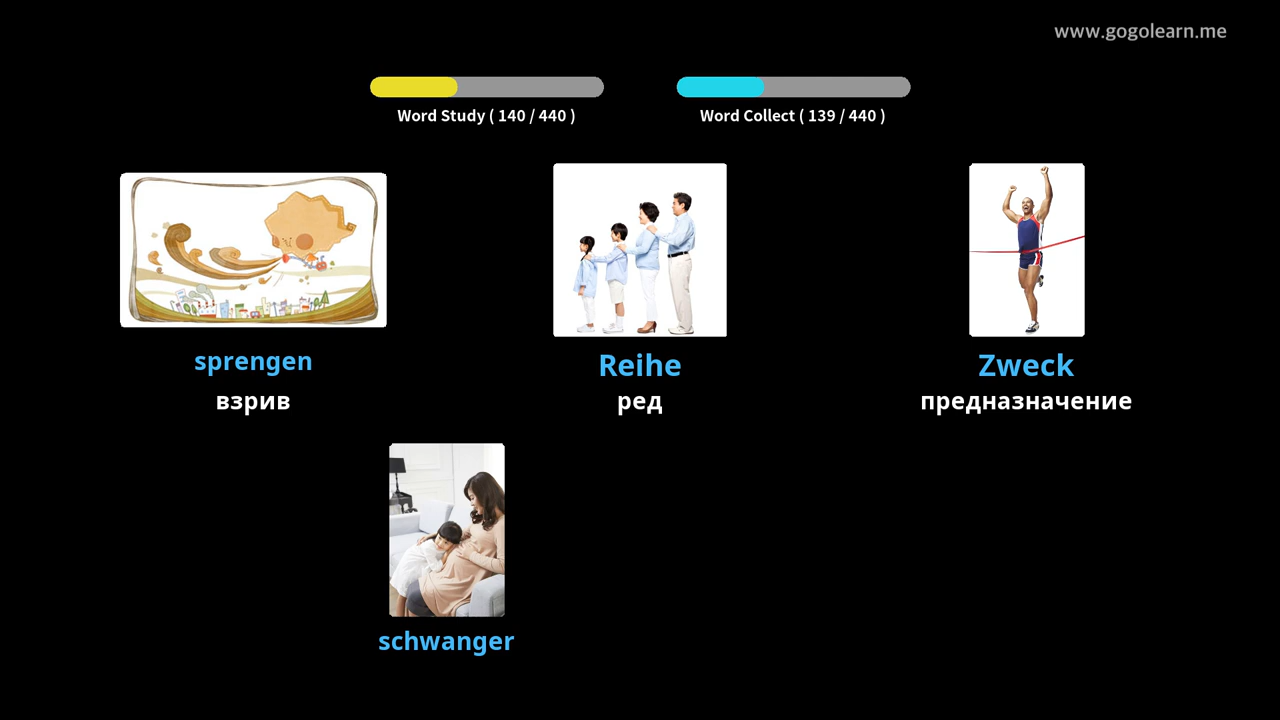 www.gogolearn.me
Word Study ( 140 / 440 )
Word Collect ( 139 / 440 )
sprengen
взрив
Reihe
ред
Zweck
предназначение
schwanger